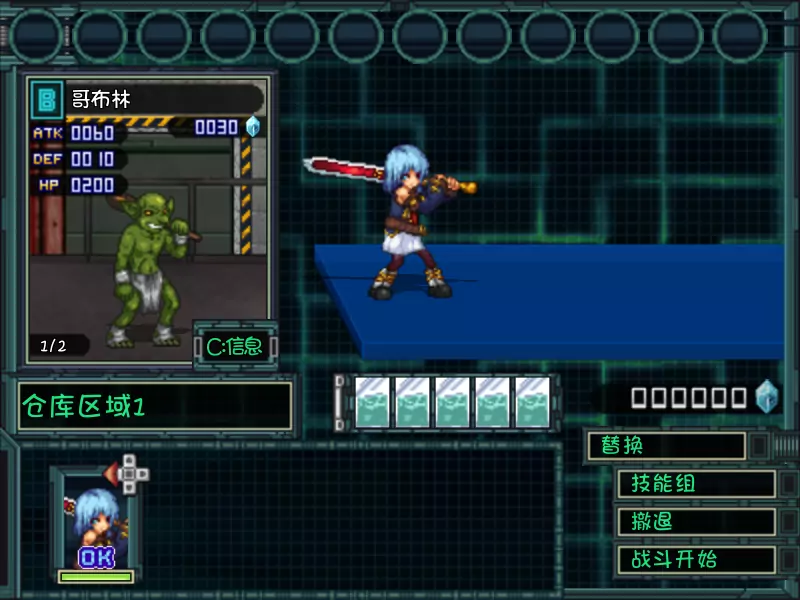 B 哥布林
ATK 0060 0030
DEF 0010
HP 0200
1/2
C:信息
仓库区域1
000000
替换
技能组
撤退
战斗开始
OK